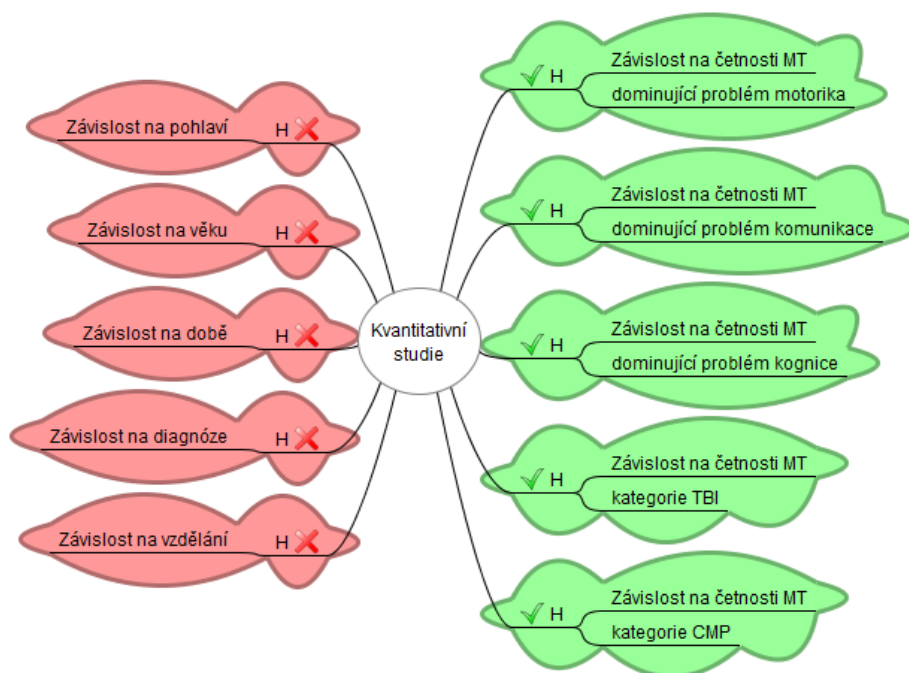 Kvantitativní
studie
Závislost na pohlaví H
Závislost na věku H
Závislost na době H
Závislost na diagnóze H
Závislost na vzdělání H
H
Závislost na četnosti MT
dominující problém motorika
H
Závislost na četnosti MT
dominující problém komunikace
H
Závislost na četnosti MT
dominující problém kognice
H
Závislost na četnosti MT
kategorie TBI
H
Závislost na četnosti MT
kategorie CMP